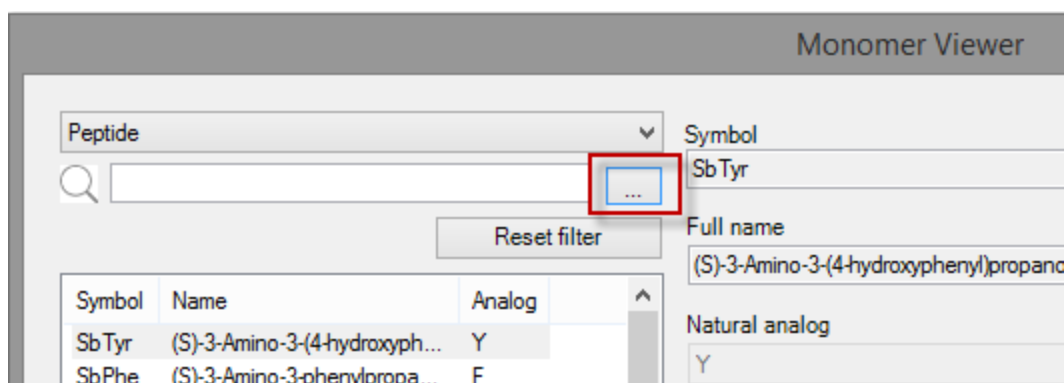 Monomer Viewer
Peptide
...
Reset filter
Symbol Name Analog
SbTyr (S)-3-Amino-3-(4-hydroxyph... Y
SbPhe (S)-3-Amino-3-phenylpropa... F
Symbol
SbTyr
Full name
(S)-3-Amino-3-(4-hydroxyphenyl)propano
Natural analog
Y